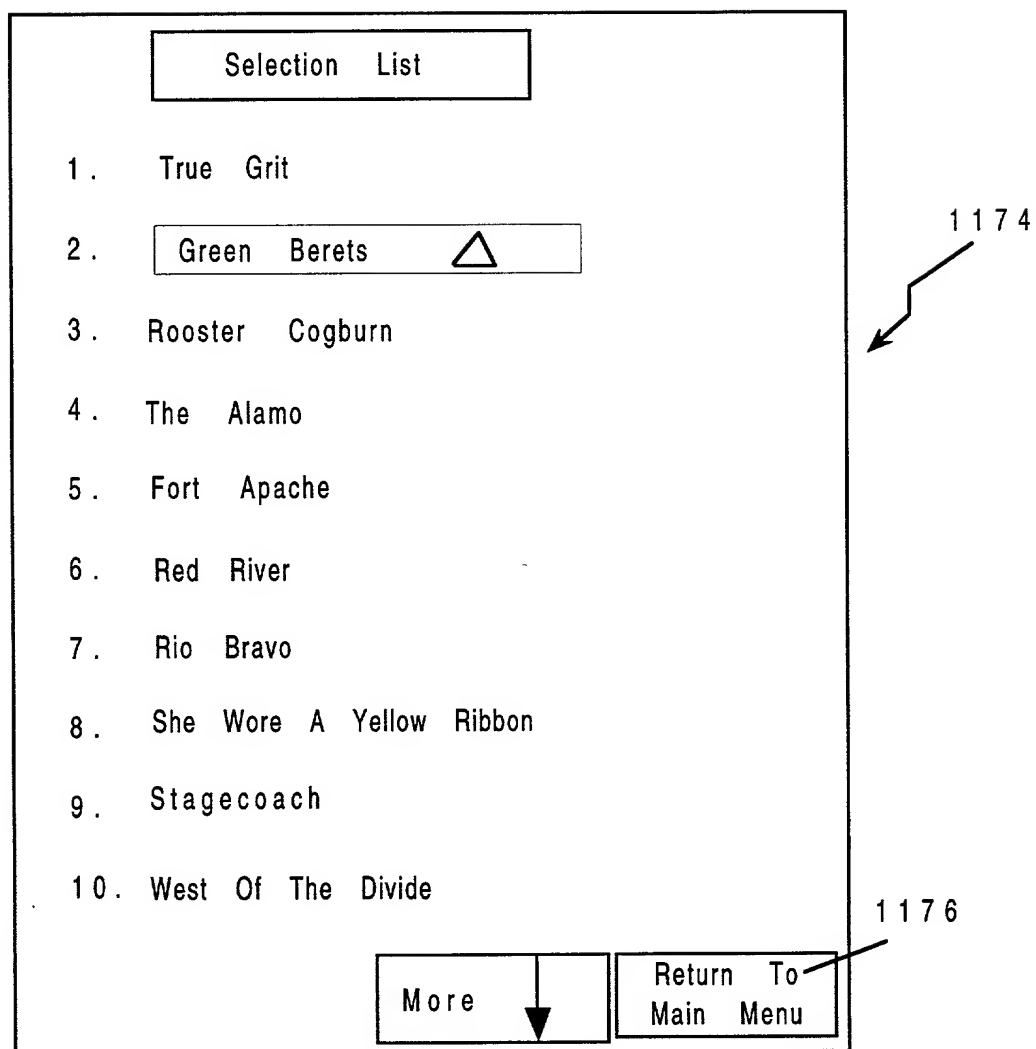 Selection List
1. True Grit
1174
2. Green Berets
3. Rooster Cogburn
4. The Alamo
5. Fort Apache
6. Red River
7. Rio Bravo
8. She Wore A Yellow Ribbon
9. Stagecoach
10. West Of The Divide
1176
More
Return To
Main Menu